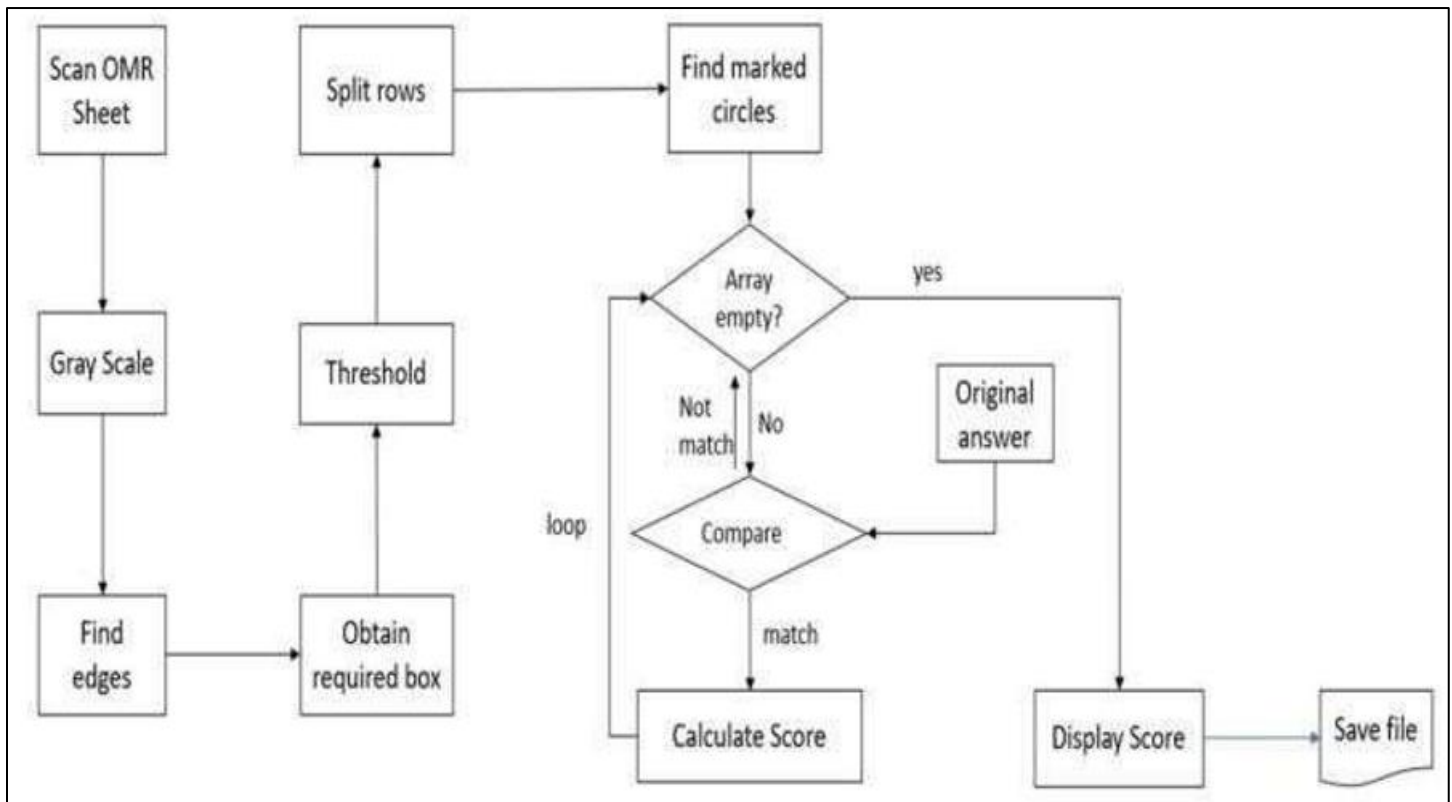 Scan OMR
Sheet
Gray Scale
Find
edges
Obtain
required box
Threshold
Split rows
Find marked
circles
Array
empty?
yes
No
Not
match
Compare
Original
answer
match
Calculate Score
loop
Display Score
Save file